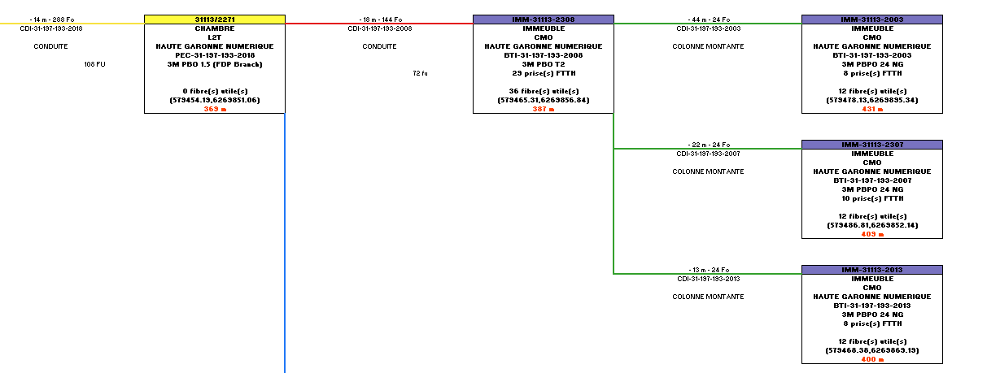 - 14 m - 288 Fo
CDI-31-197-193-2018
CONDUITE
108 FU
31113/2271
CHAMBRE
L2T
HAUTE GARONNE NUMERIQUE
PEC-31-197-193-2018
3M PBO 1.5 (FDP Branch)
0 fibre(s) utile(s)
(579454.19,6269851.06)
369 m
- 18 m - 144 Fo
CDI-31-197-193-2008
CONDUITE
72 fu
IMM-31113-2308
IMMEUBLE
CMO
HAUTE GARONNE NUMERIQUE
BTI-31-197-193-2008
3M PBO T2
29 prise(s) FTTH
36 fibre(s) utile(s)
(579465.31,6269856.84)
387 m
- 44 m - 24 Fo
CDI-31-197-193-2003
COLONNE MONTANTE
IMM-31113-2003
IMMEUBLE
CMO
HAUTE GARONNE NUMERIQUE
BTI-31-197-193-2003
3M PBPO 24 NG
8 prise(s) FTTH
12 fibre(s) utile(s)
(579478.13,6269895.34)
431 m
- 22 m - 24 Fo
CDI-31-197-193-2007
COLONNE MONTANTE
IMM-31113-2307
IMMEUBLE
CMO
HAUTE GARONNE NUMERIQUE
BTI-31-197-193-2007
3M PBPO 24 NG
10 prise(s) FTTH
12 fibre(s) utile(s)
(579486.81,6269852.14)
409 m
- 13 m - 24 Fo
CDI-31-197-193-2013
COLONNE MONTANTE
IMM-31113-2013
IMMEUBLE
CMO
HAUTE GARONNE NUMERIQUE
BTI-31-197-193-2013
3M PBPO 24 NG
8 prise(s) FTTH
12 fibre(s) utile(s)
(579468.38,6269869.19)
400 m